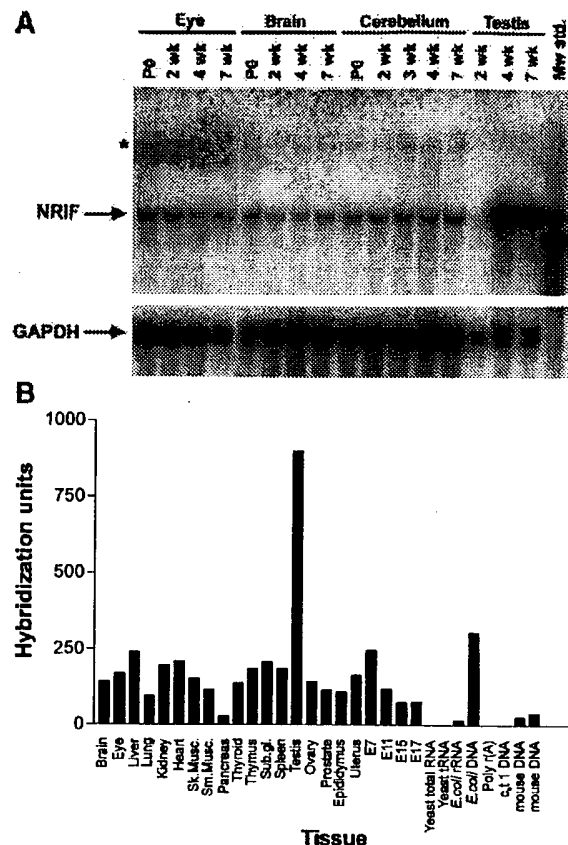 A
Eye Brain Cerebellum Testis
P0 2 wk 4 wk 7 wk P0 2 wk 4 wk 7 wk P0 2 wk 3 wk 4 wk 7 wk 2 wk 4 wk 7 wk Mw std.
*
NRIF
GAPDH
B
Hybridization units
1000
750
500
250
0
Brain
Eye
Liver
Lung
Kidney
Heart
Sk.Musc.
Sm.Musc.
Pancreas
Thyroid
Thymus
Sub.gl.
Spleen
Testis
Ovary
Prostate
Epididymus
Uterus
E7
E11
E15
E17
Yeast total RNA
Yeast tRNA
E.coli rRNA
E.coli DNA
Poly r(A)
c,t 1 DNA
mouse DNA
mouse DNA
Tissue